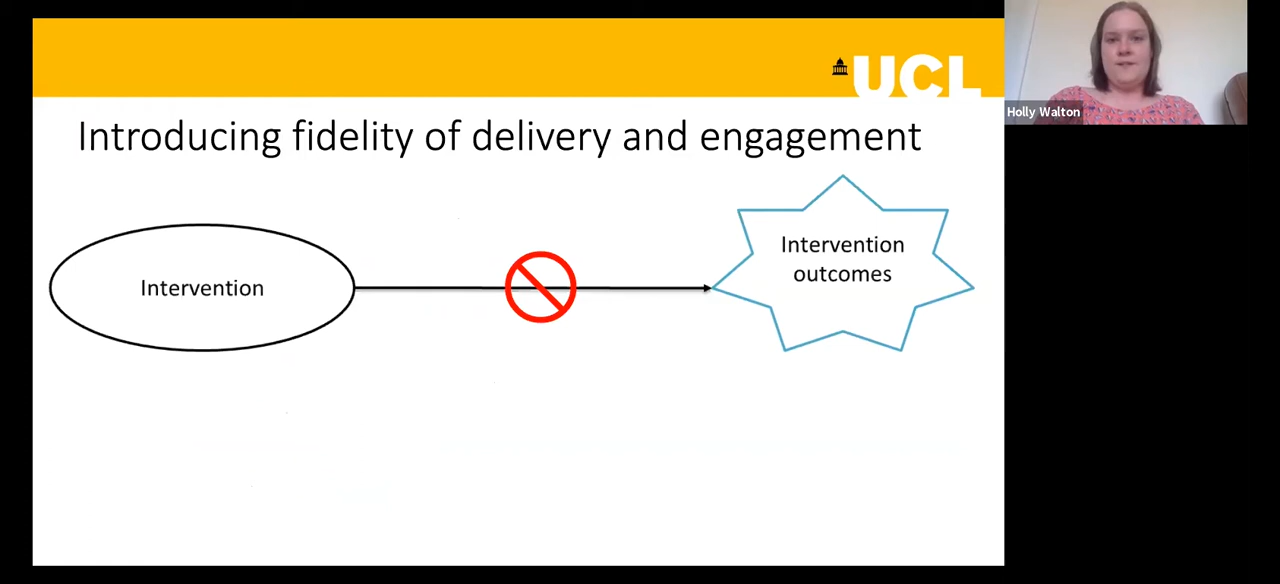 UCL
Holly Walton
Introducing fidelity of delivery and engagement
Intervention
Intervention
outcomes